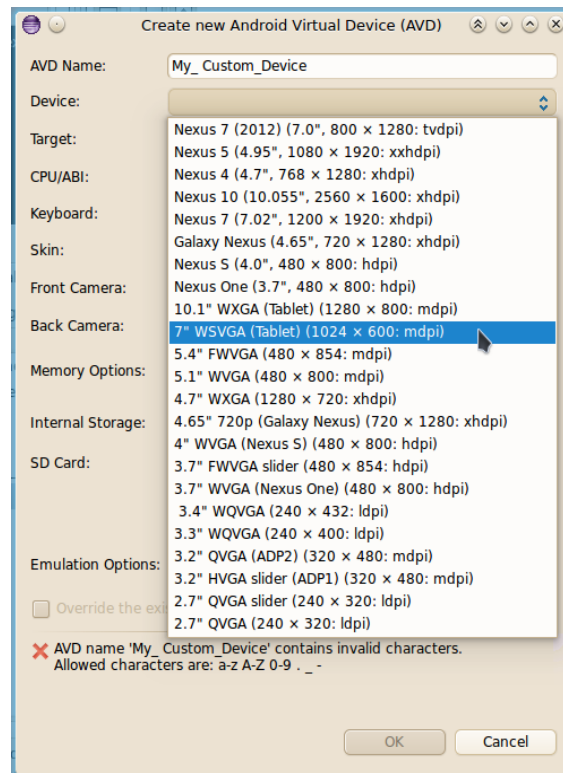 Create new Android Virtual Device (AVD)
AVD Name: My_ Custom_Device
Device:
Target:
CPU/ABI:
Keyboard:
Skin:
Front Camera:
Back Camera:
Memory Options:
Internal Storage:
SD Card:
Emulation Options:
Nexus 7 (2012) (7.0", 800 × 1280: tvdpi)
Nexus 5 (4.95", 1080 × 1920: xxhdpi)
Nexus 4 (4.7", 768 × 1280: xhdpi)
Nexus 10 (10.055", 2560 × 1600: xhdpi)
Nexus 7 (7.02", 1200 × 1920: xhdpi)
Galaxy Nexus (4.65", 720 × 1280: xhdpi)
Nexus S (4.0", 480 × 800: hdpi)
Nexus One (3.7", 480 × 800: hdpi)
10.1" WXGA (Tablet) (1280 × 800: mdpi)
7" WSVGA (Tablet) (1024 × 600: mdpi)
5.4" FWVGA (480 × 854: mdpi)
5.1" WVGA (480 × 800: mdpi)
4.7" WXGA (1280 × 720: xhdpi)
4.65" 720p (Galaxy Nexus) (720 × 1280: xhdpi)
4" WVGA (Nexus S) (480 × 800: hdpi)
3.7" FWVGA slider (480 × 854: hdpi)
3.7" WVGA (Nexus One) (480 × 800: hdpi)
3.4" WQVGA (240 × 432: ldpi)
3.3" WQVGA (240 × 400: ldpi)
3.2" QVGA (ADP2) (320 × 480: mdpi)
3.2" HVGA slider (ADP1) (320 × 480: mdpi)
2.7" QVGA slider (240 × 320: ldpi)
2.7" QVGA (240 × 320: ldpi)
Override the
AVD name 'My_ Custom_Device' contains invalid characters.
Allowed characters are: a-z A-Z 0-9 . _ -
OK
Cancel